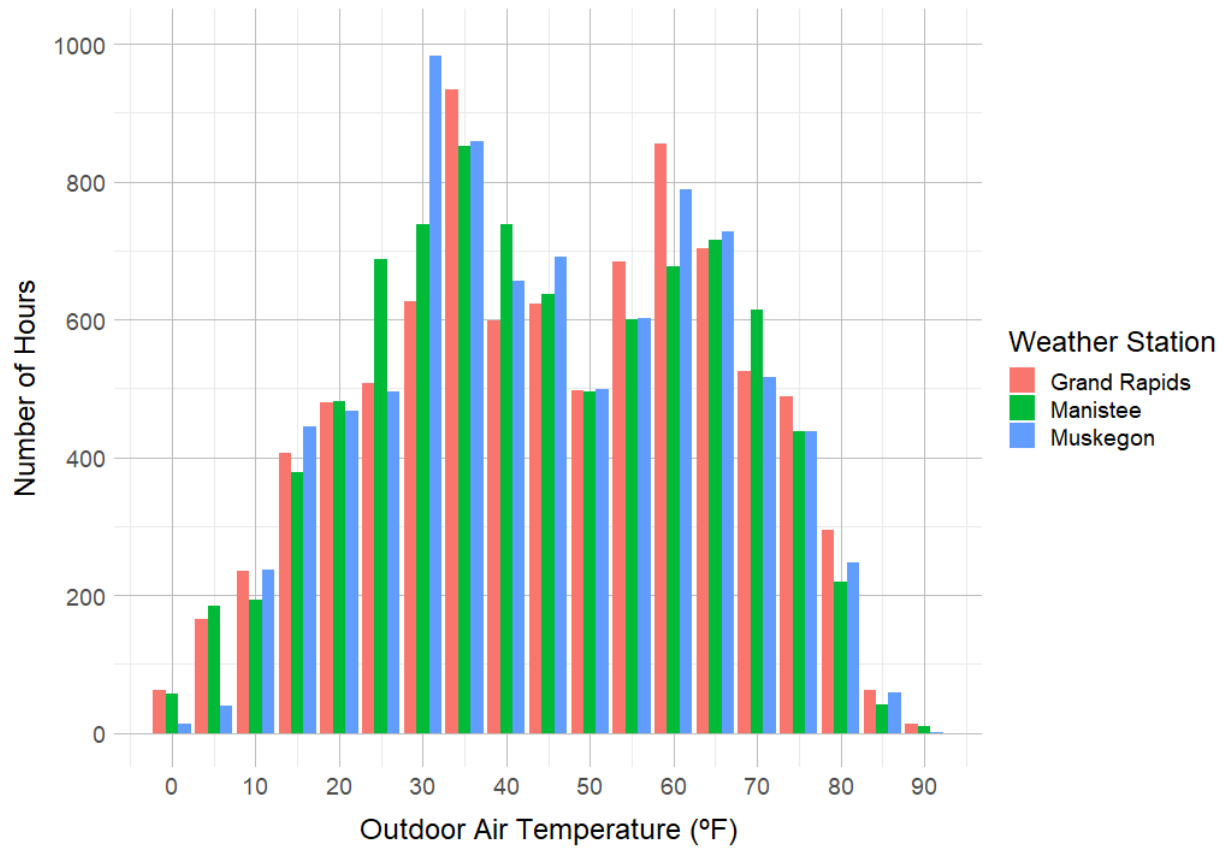 1000
800
600
400
200
0
Number of Hours
0 10 20 30 40 50 60 70 80 90
Outdoor Air Temperature (ºF)
Weather Station
Grand Rapids
Manistee
Muskegon